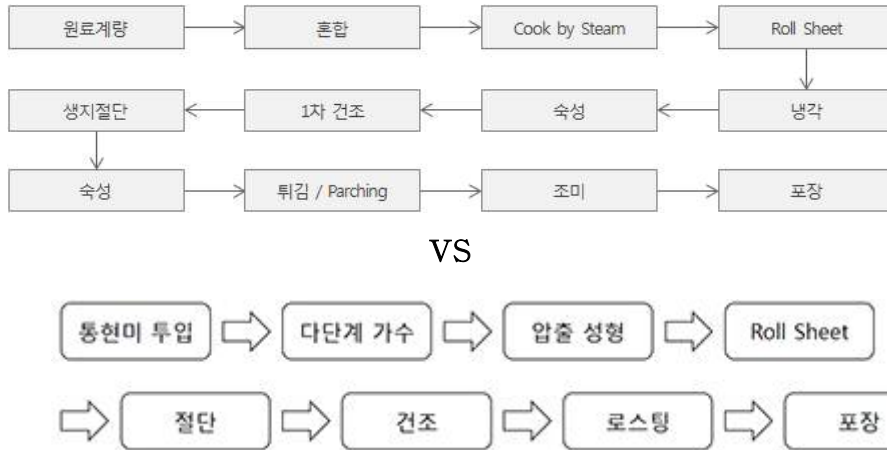 원료계량 혼합 Cook by Steam Roll Sheet
생지절단 1차 건조 숙성 냉각
숙성 튀김 / Parching 조미 포장
VS
통현미 투입 다단계 가수 압출 성형 Roll Sheet
절단 건조 로스팅 포장